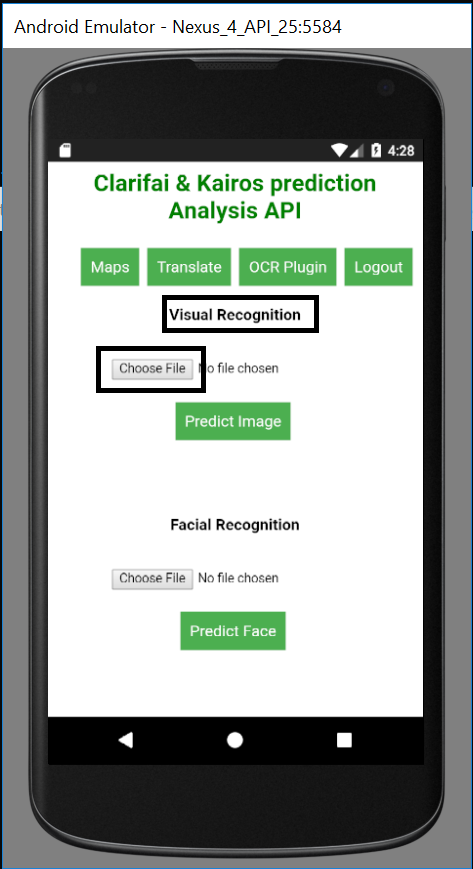 Android Emulator - Nexus_4_API_25:5584
4:28
Clarifai & Kairos prediction
Analysis API
Maps Translate OCR Plugin Logout
Visual Recognition
Choose File No file chosen
Predict Image
Facial Recognition
Choose File No file chosen
Predict Face